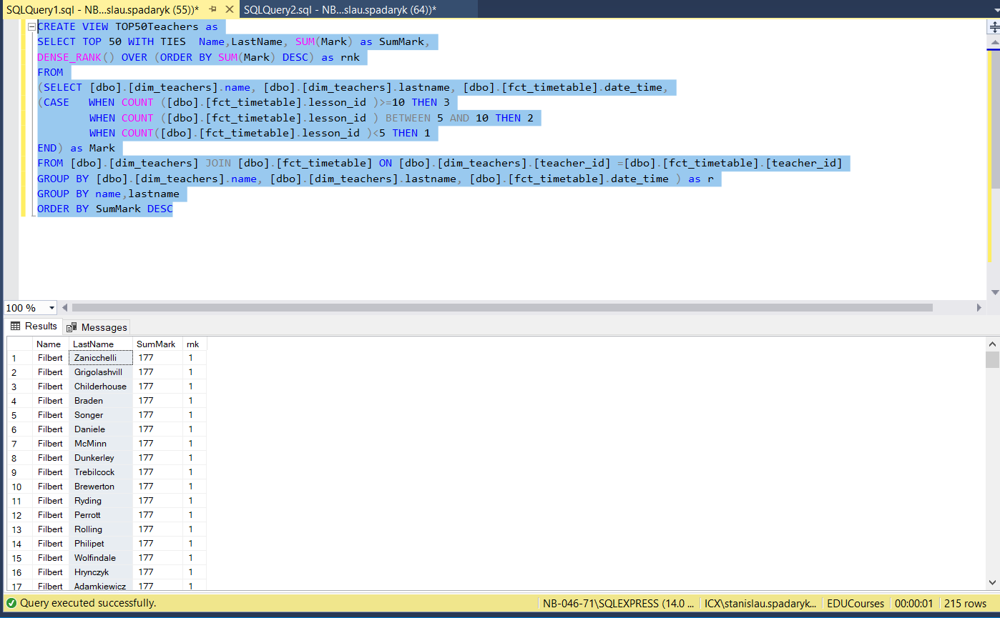 SQLQuery1.sql - NB...slau.spadaryk (55))* SQLQuery2.sql - NB...slau.spadaryk (64))*
CREATE VIEW TOP50Teachers as
SELECT TOP 50 WITH TIES  Name,LastName, SUM(Mark) as SumMark,
DENSE_RANK() OVER (ORDER BY SUM(Mark) DESC) as rnk
FROM
(SELECT [dbo].[dim_teachers].name, [dbo].[dim_teachers].lastname, [dbo].[fct_timetable].date_time,
(CASE   WHEN COUNT ([dbo].[fct_timetable].lesson_id )>=10 THEN 3
WHEN COUNT ([dbo].[fct_timetable].lesson_id ) BETWEEN 5 AND 10 THEN 2
WHEN COUNT([dbo].[fct_timetable].lesson_id )<5 THEN 1
END) as Mark
FROM [dbo].[dim_teachers] JOIN [dbo].[fct_timetable] ON [dbo].[dim_teachers].[teacher_id] =[dbo].[fct_timetable].[teacher_id]
GROUP BY [dbo].[dim_teachers].name, [dbo].[dim_teachers].lastname, [dbo].[fct_timetable].date_time ) as r
GROUP BY name,lastname
ORDER BY SumMark DESC
100 %
Results Messages
Name LastName SumMark rnk
1 Filbert Zanicchelli 177 1
2 Filbert Grigolashvill 177 1
3 Filbert Childerhouse 177 1
4 Filbert Braden 177 1
5 Filbert Songer 177 1
6 Filbert Daniele 177 1
7 Filbert McMinn 177 1
8 Filbert Dunkerley 177 1
9 Filbert Trebilcock 177 1
10 Filbert Brewerton 177 1
11 Filbert Ryding 177 1
12 Filbert Perrott 177 1
13 Filbert Rolling 177 1
14 Filbert Philipet 177 1
15 Filbert Wolfindale 177 1
16 Filbert Hrynczyk 177 1
17 Filbert Adamkiewicz 177 1
Query executed successfully. NB-046-71\SQLEXPRESS (14.0 ... ICX\stanislau.spadaryk... EDUCourses 00:00:01 215 rows